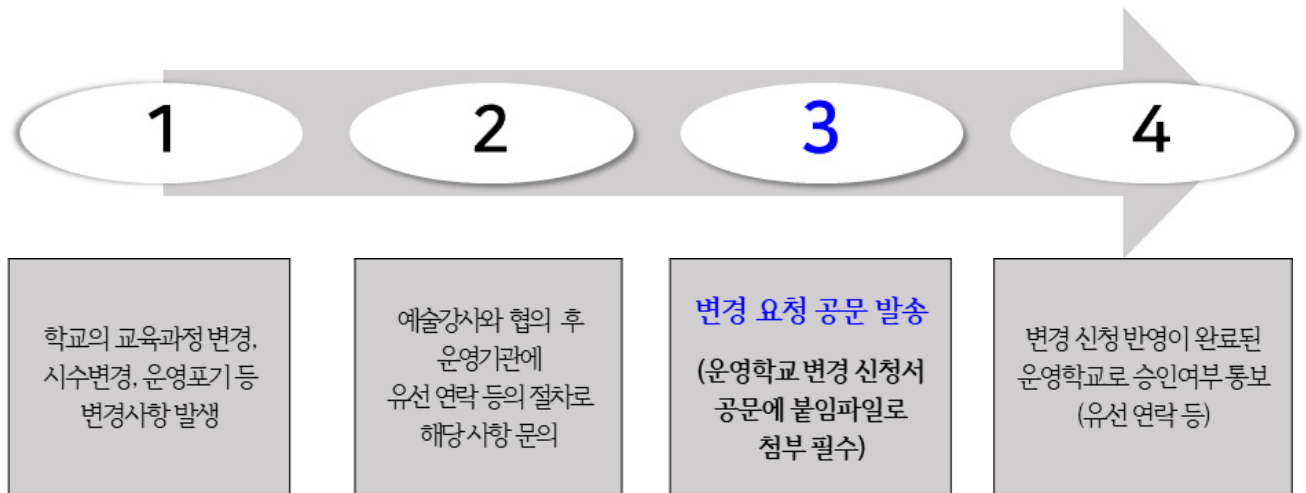 1
2
3
4
학교의 교육과정 변경,
시수변경, 운영포기 등
변경사항 발생
예술강사와 협의 후
운영기관에
유선 연락 등의 절차로
해당 사항 문의
변경 요청 공문 발송
(운영학교 변경 신청서
공문에 붙임파일로
첨부 필수)
변경 신청 반영이 완료된
운영학교로 승인여부 통보
(유선 연락 등)